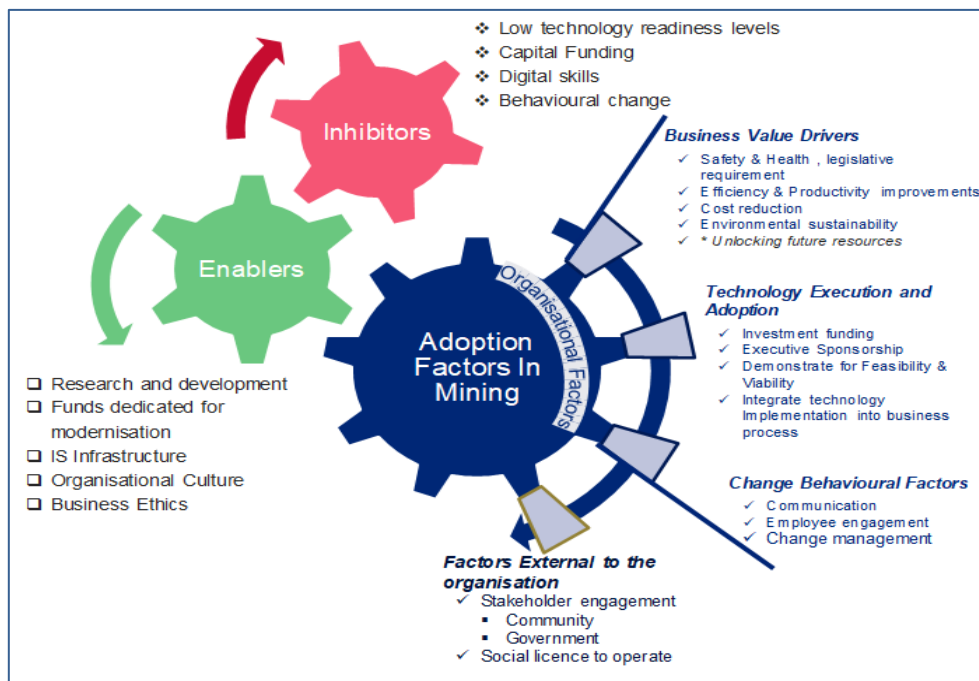 ❖ Low technology readiness levels
❖ Capital Funding
❖ Digital skills
❖ Behavioural change
Inhibitors
Enablers
❑ Research and development
❑ Funds dedicated for
modernisation
❑ IS Infrastructure
❑ Organisational Culture
❑ Business Ethics
Adoption
Factors In
Mining
Organisational Factors
Business Value Drivers
✓ Safety & Health , legislative
requirement
✓ Efficiency & Productivity improvements
✓ Cost reduction
✓ Environmental sustainability
✓ * Unlocking future resources
Technology Execution and
Adoption
✓ Investment funding
✓ Executive Sponsorship
✓ Demonstrate for Feasibility &
Viability
✓ Integrate technology
Implementation into business
process
Change Behavioural Factors
✓ Communication
✓ Employee engagement
✓ Change management
Factors External to the
organisation
✓ Stakeholder engagement
▪ Community
▪ Government
✓ Social licence to operate